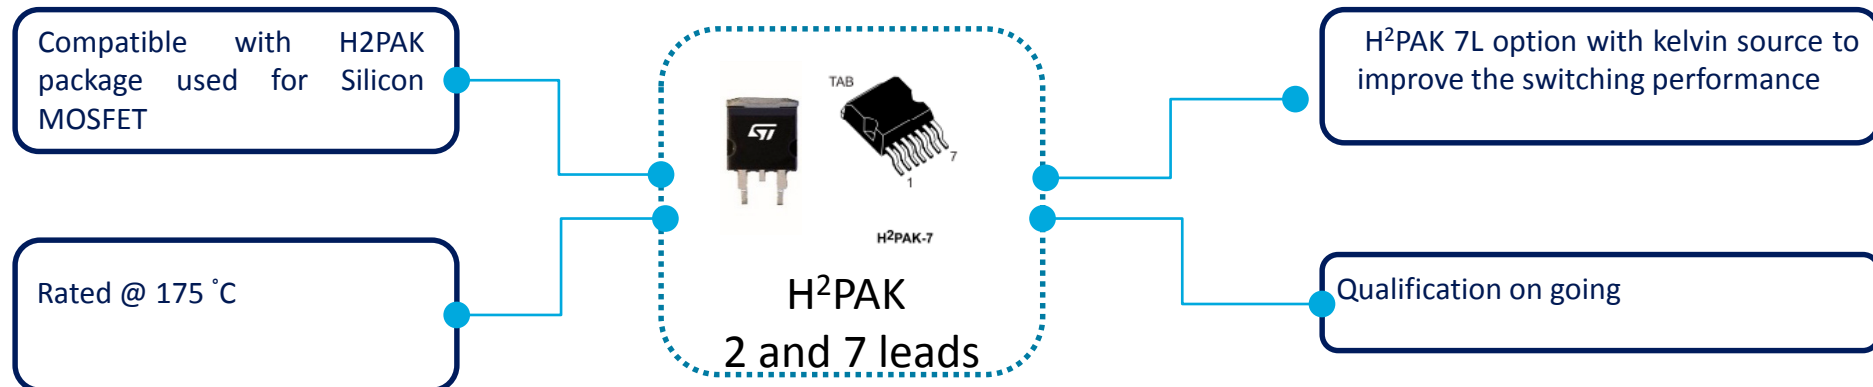 Compatible with H2PAK
package used for Silicon
MOSFET
Rated @ 175 ˚C
TAB
ST
7
1
H²PAK-7
H²PAK
2 and 7 leads
H²PAK 7L option with kelvin source to
improve the switching performance
Qualification on going